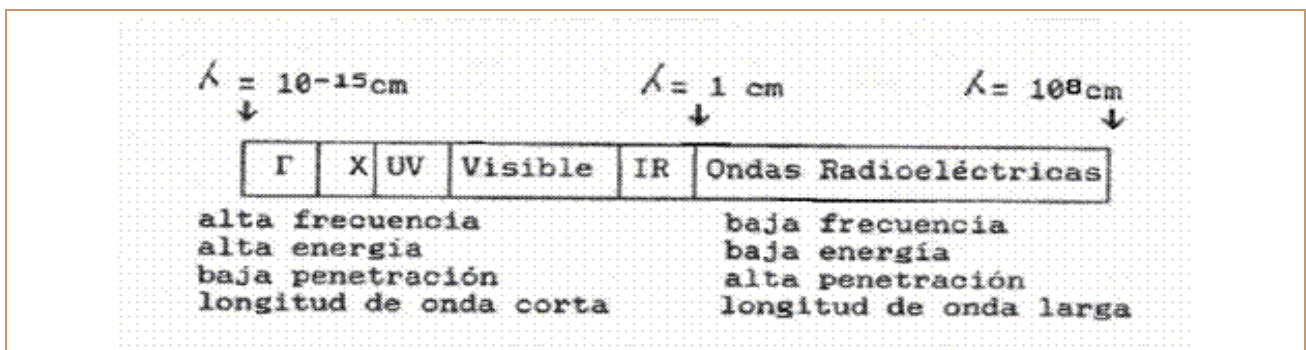 λ = 10-15cm λ = 1 cm λ = 108cm
Γ X UV Visible IR Ondas Radioeléctricas
alta frecuencia baja frecuencia
alta energía baja energía
baja penetración alta penetración
longitud de onda corta longitud de onda larga